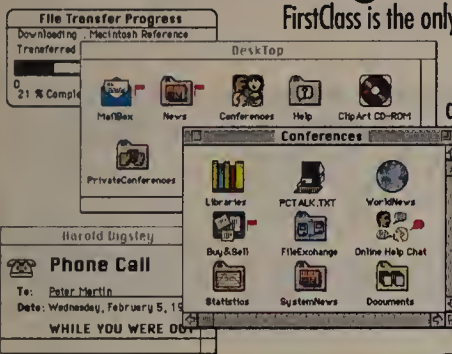 FirstClass is the only
File Transfer Progress
Downloading , Macintosh Reference
Transferred
0
21 % Comple
DeskTop
MailBox News Conferences Help ClipArt CD-ROM
PrivateConferences
Conferences
Libraries PCTALK.TXT WorldNews
Buy&Sell FileExchange Online Help Chat
Statistics SystemNews Documents
Harold Digsley
Phone Call
To: Peter Martin
Date: Wednesday, February 5, 19
WHILE YOU WERE OUT